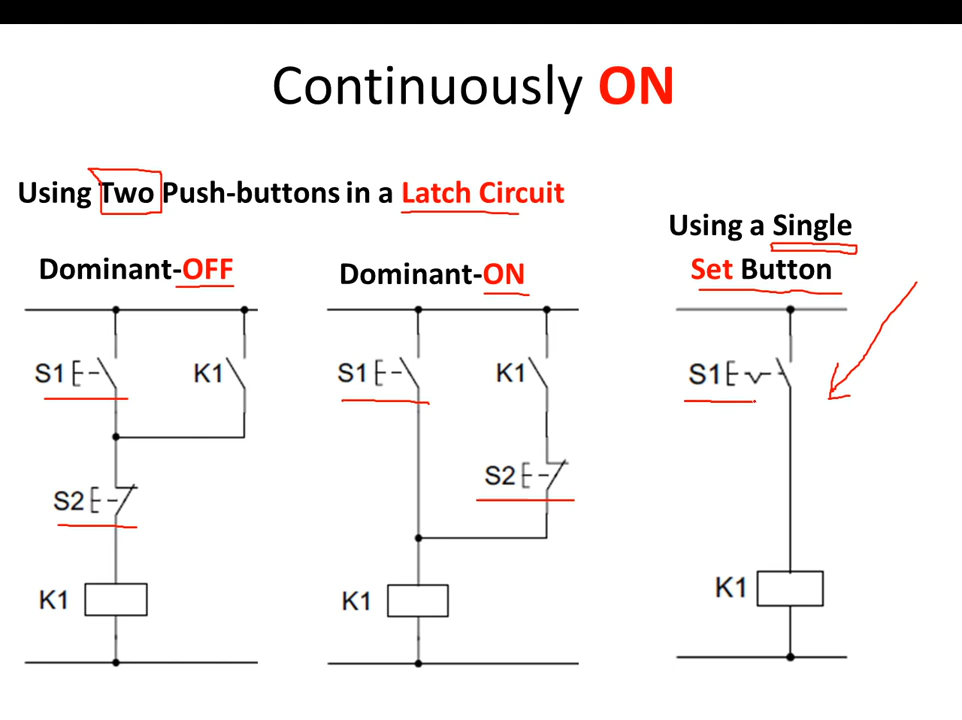 Continuously ON
Using Two Push-buttons in a Latch Circuit
Using a Single
Set Button
Dominant-OFF
Dominant-ON
S1
K1
S2
K1
S1
K1
S2
K1
S1
K1